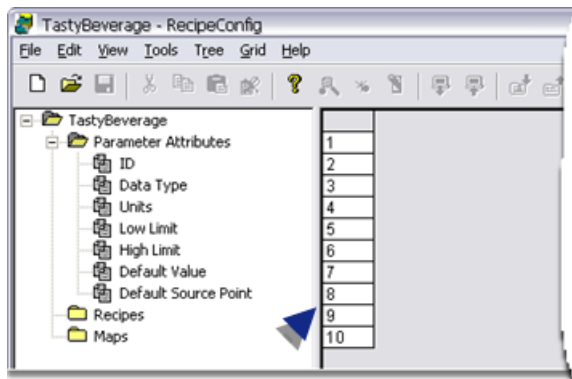 TastyBeverage - RecipeConfig
File Edit View Tools Tree Grid Help
TastyBeverage
Parameter Attributes
ID
Data Type
Units
Low Limit
High Limit
Default Value
Default Source Point
Recipes
Maps
1
2
3
4
5
6
7
8
9
10